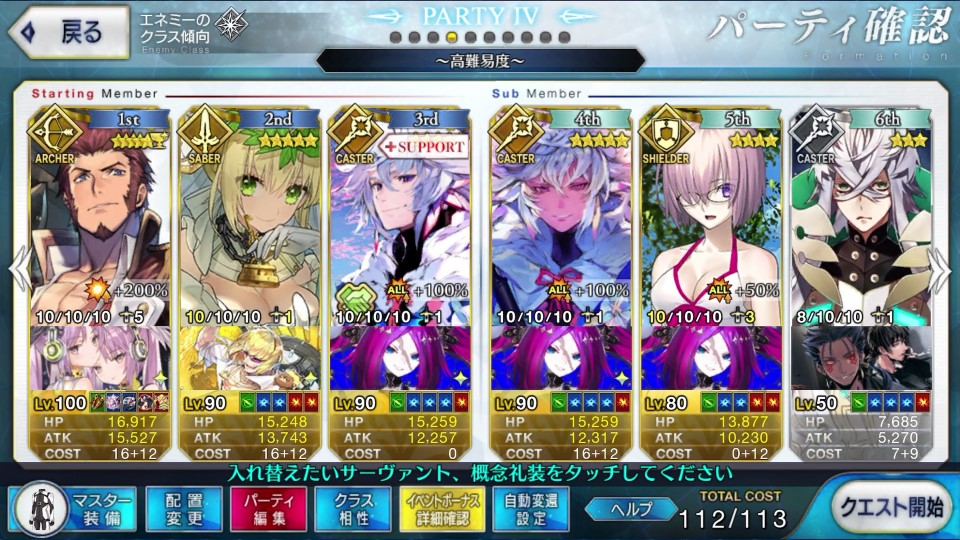 戻る
エネミーの
クラス傾向
Enemy Class
PARTY IV
～高難易度～
パーティ確認
Formation
Starting Member
Sub Member
1st 2nd 3rd 4th 5th 6th
ARCHER SABER CASTER +SUPPORT CASTER SHIELDER CASTER
+200% ALL +100% ALL +100% ALL +50%
10/10/10 5 10/10/10 1 10/10/10 1 10/10/10 1 10/10/10 3 8/10/10 1
Lv.100 Lv.90 Lv.90 Lv.90 Lv.80 Lv.50
HP 16,917 HP 15,248 HP 15,259 HP 15,259 HP 13,877 HP 7,685
ATK 15,527 ATK 13,743 ATK 12,257 ATK 12,317 ATK 10,230 ATK 5,270
COST 16+12 COST 16+12 COST 0 COST 16+12 COST 0+12 COST 7+9
入れ替えたいサーヴァント、概念礼装をタッチしてください
マスター
装備
配置
変更
パーティ
編集
クラス
相性
イベントボーナス
詳細確認
自動変還
設定
ヘルプ
TOTAL COST
112/113
クエスト開始